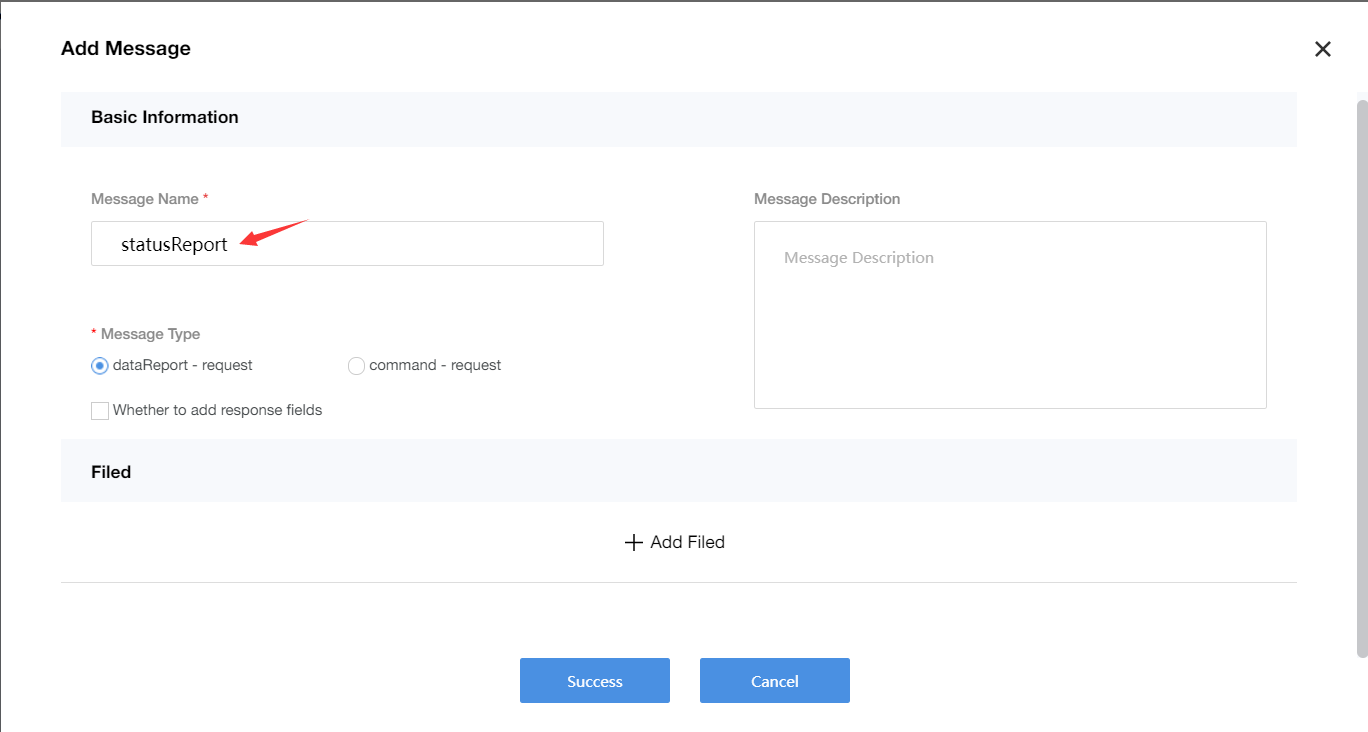 Add Message
Basic Information
Message Name *
statusReport
Message Description
Message Description
* Message Type
dataReport - request
command - request
Whether to add response fields
Filed
Add Filed
Success
Cancel